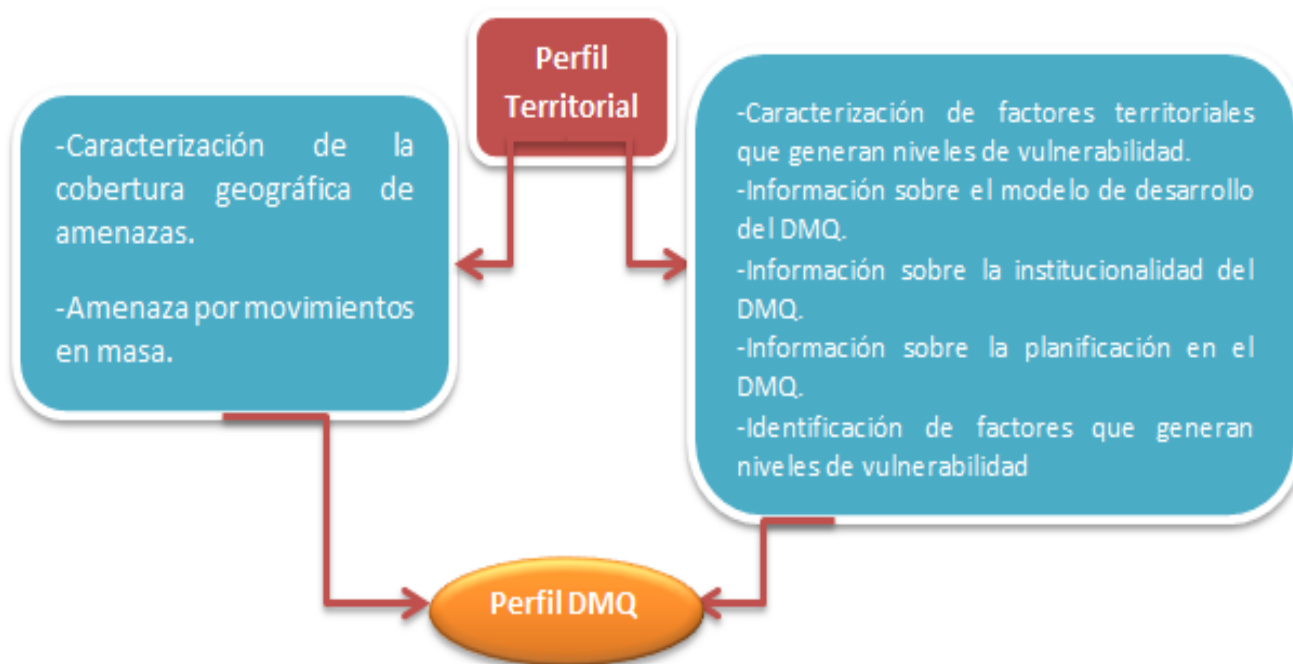 Perfil
Territorial
-Caracterización de la
cobertura geográfica de
amenazas.
-Amenaza por movimientos
en masa.
-Caracterización de factores territoriales
que generan niveles de vulnerabilidad.
-Información sobre el modelo de desarrollo
del DMQ.
-Información sobre la institucionalidad del
DMQ.
-Información sobre la planificación en el
DMQ.
-Identificación de factores que generan
niveles de vulnerabilidad
Perfil DMQ